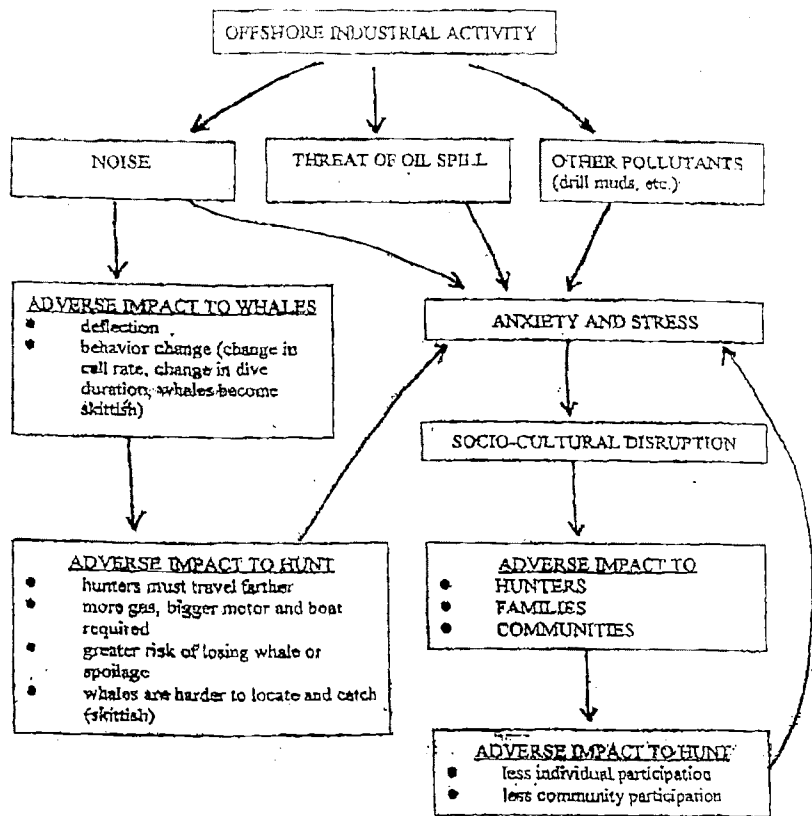 OFFSHORE INDUSTRIAL ACTIVITY
NOISE
THREAT OF OIL SPILL
OTHER POLLUTANTS
(drill muds, etc.)
ADVERSE IMPACT TO WHALES
• deflection
• behavior change (change in
call rate, change in dive
duration, whales become
skittish)
ANXIETY AND STRESS
SOCIO-CULTURAL DISRUPTION
ADVERSE IMPACT TO HUNT
• hunters must travel farther
• more gas, bigger motor and boat
required
• greater risk of losing whale or
spoilage
• whales are harder to locate and catch
(skittish)
ADVERSE IMPACT TO
• HUNTERS
• FAMILIES
• COMMUNITIES
ADVERSE IMPACT TO HUNT
• less individual participation
• less community participation